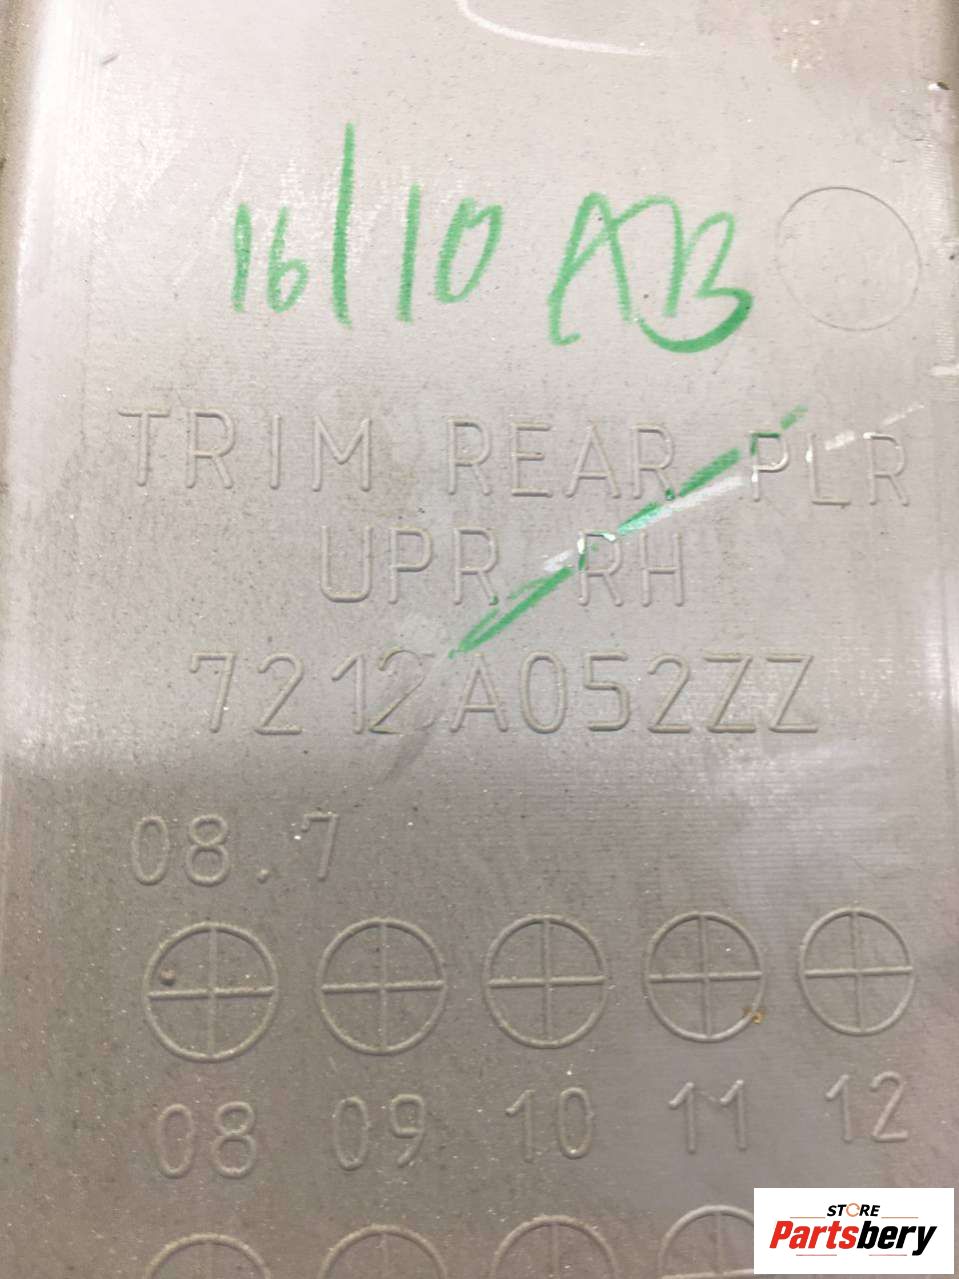 16/10 AB
TRIM REAR PLR
UPR RH
7212A052ZZ
08.7
08 09 10 11 12
STORE
Partsbery